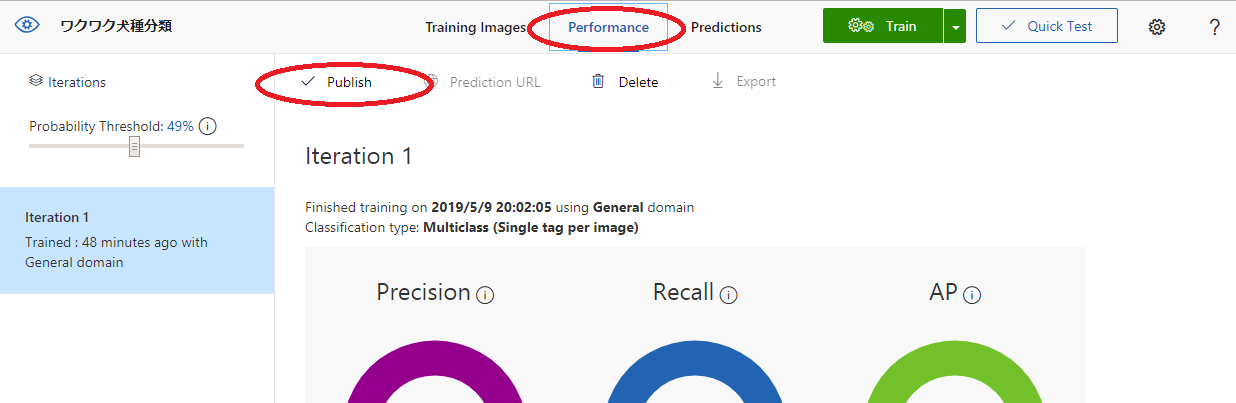 ワクワク犬種分類 Training Images Performance Predictions Train Quick Test ?
Iterations
Publish Prediction URL Delete Export
Probability Threshold: 49%
Iteration 1
Finished training on 2019/5/9 20:02:05 using General domain
Classification type: Multiclass (Single tag per image)
Iteration 1
Trained : 48 minutes ago with
General domain
Precision Recall AP